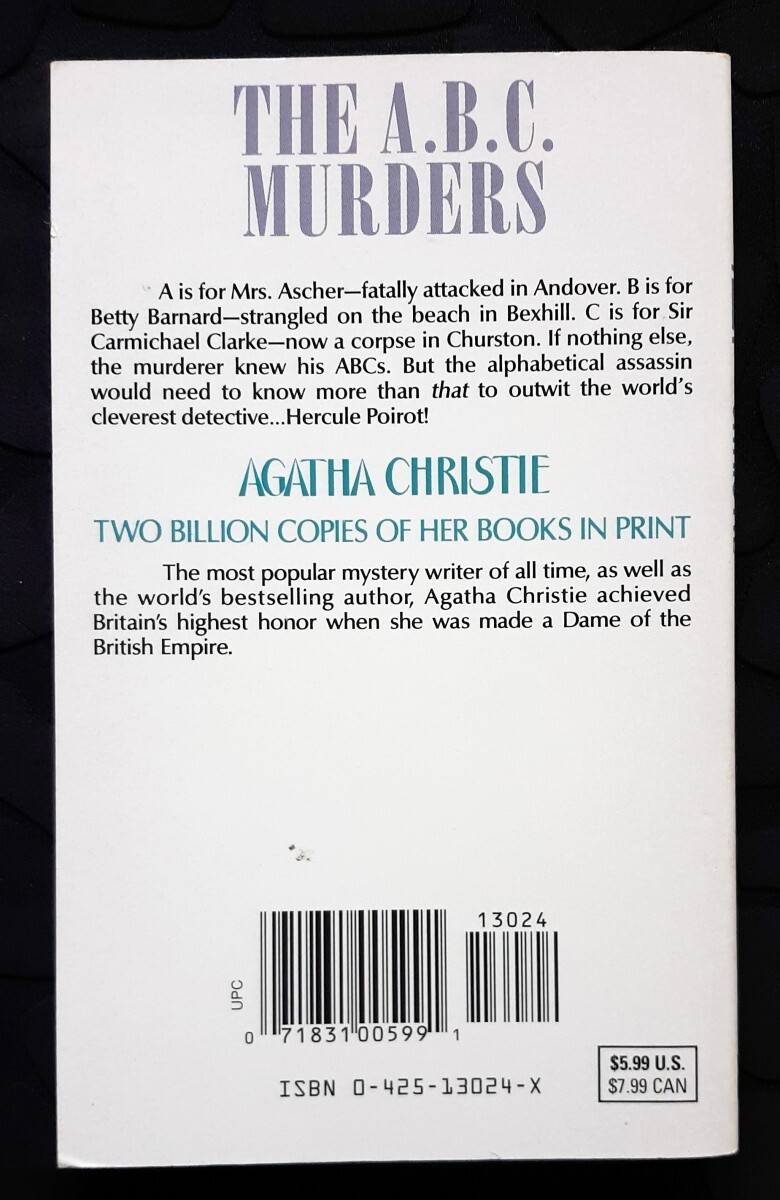 THE A.B.C.
MURDERS
A is for Mrs. Ascher—fatally attacked in Andover. B is for
Betty Barnard—strangled on the beach in Bexhill. C is for Sir
Carmichael Clarke—now a corpse in Churston. If nothing else,
the murderer knew his ABCs. But the alphabetical assassin
would need to know more than that to outwit the world's
cleverest detective...Hercule Poirot!
AGATHA CHRISTIE
TWO BILLION COPIES OF HER BOOKS IN PRINT
The most popular mystery writer of all time, as well as
the world's bestselling author, Agatha Christie achieved
Britain's highest honor when she was made a Dame of the
British Empire.
13024
UPC
0 71831 00599 1
ISBN 0-425-13024-X
$5.99 U.S.
$7.99 CAN